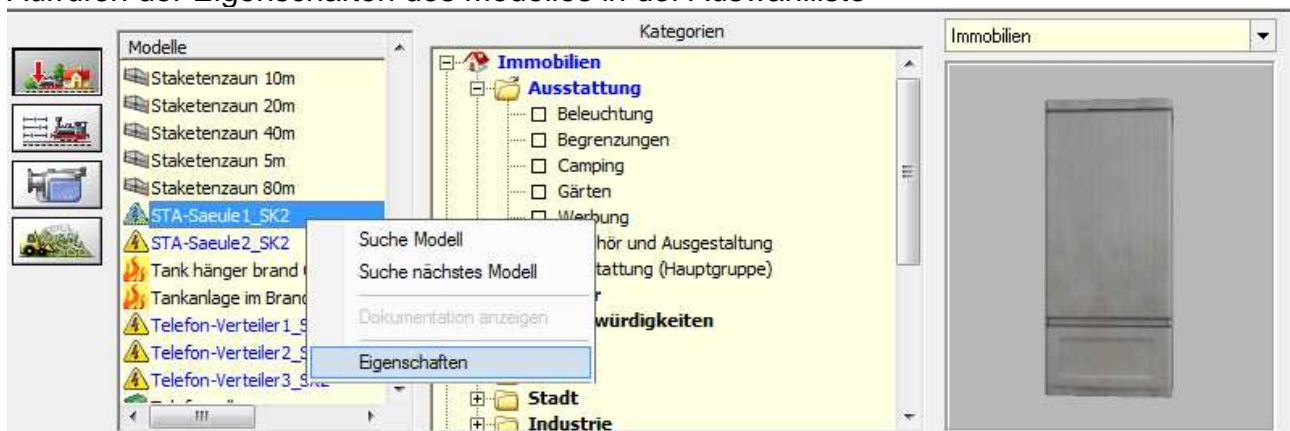 Aufrufen der Eigenschaften des Modelles in der Auswahlliste
Modelle
Staketenzaun 10m
Staketenzaun 20m
Staketenzaun 40m
Staketenzaun 5m
Staketenzaun 80m
STA-Saeule1_SK2
STA-Saeule2_SK2
Tank hänger brand
Tankanlage im Brand
Telefon-Verteiler1_S
Telefon-Verteiler2_S
Telefon-Verteiler3_SK2
Suche Modell
Suche nächstes Modell
Dokumentation anzeigen
Eigenschaften
Kategorien
Immobilien
Ausstattung
Beleuchtung
Begrenzungen
Camping
Gärten
Werbung
hör und Ausgestaltung
tattung (Hauptgruppe)
r
würdigkeiten
Stadt
Industrie
Immobilien